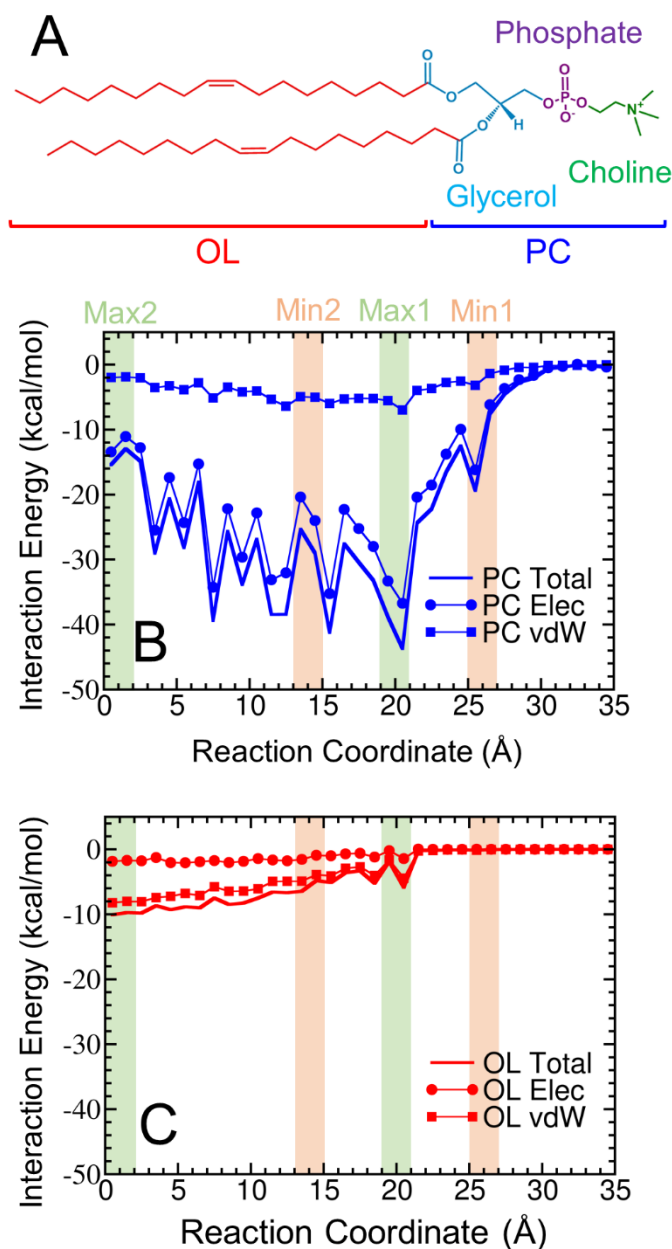 A
Phosphate
O
O
O
P
O
O
O-
N+
O
H
O
Choline
Glycerol
OL
PC
Max2
Min2
Max1
Min1
Interaction Energy (kcal/mol)
0
-10
-20
-30
-40
-50
PC Total
PC Elec
PC vdW
B
0 5 10 15 20 25 30 35
Reaction Coordinate (Å)
Interaction Energy (kcal/mol)
0
-10
-20
-30
-40
-50
OL Total
OL Elec
OL vdW
C
0 5 10 15 20 25 30 35
Reaction Coordinate (Å)